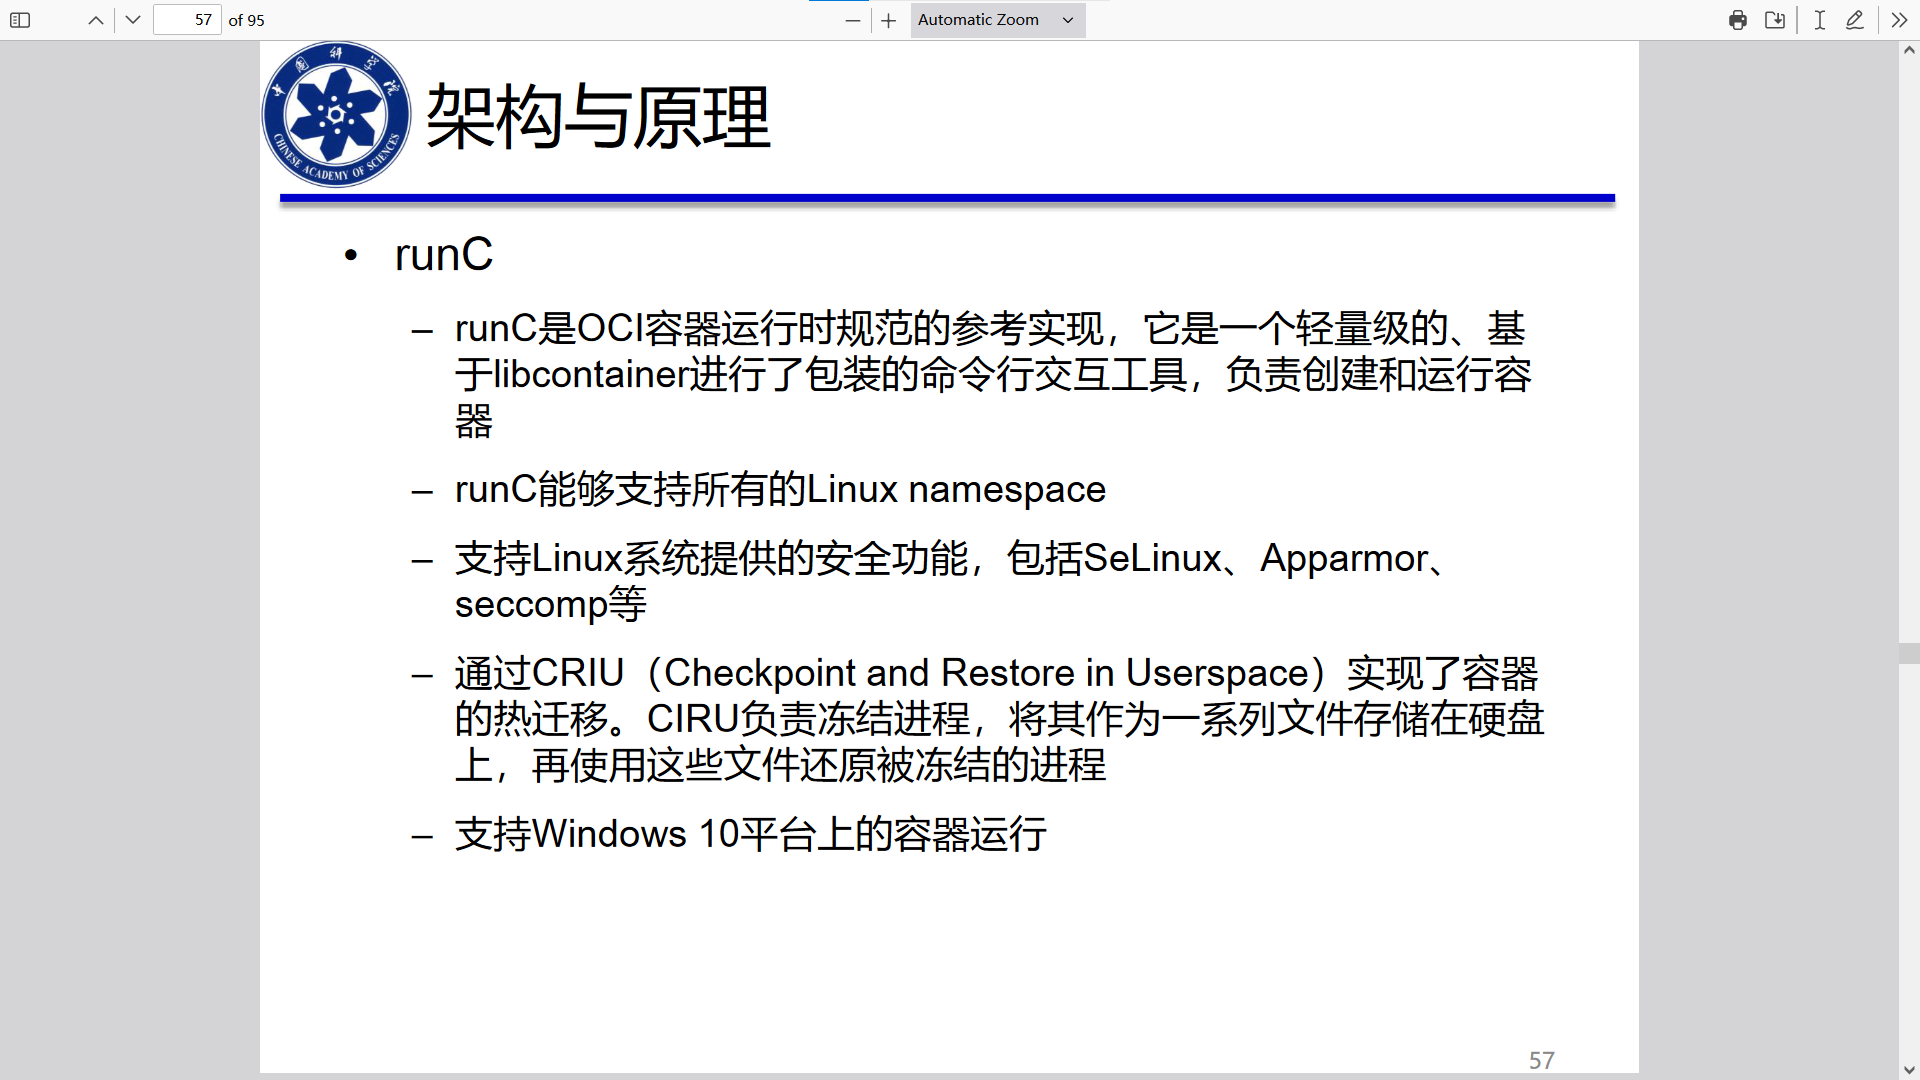 57 of 95 Automatic Zoom
中国科学院
CHINESE ACADEMY OF SCIENCES
架构与原理
• runC
– runC是OCI容器运行时规范的参考实现，它是一个轻量级的、基
于libcontainer进行了包装的命令行交互工具，负责创建和运行容
器
– runC能够支持所有的Linux namespace
– 支持Linux系统提供的安全功能，包括SeLinux、Apparmor、
seccomp等
– 通过CRIU（Checkpoint and Restore in Userspace）实现了容器
的热迁移。CIRU负责冻结进程，将其作为一系列文件存储在硬盘
上，再使用这些文件还原被冻结的进程
– 支持Windows 10平台上的容器运行
57